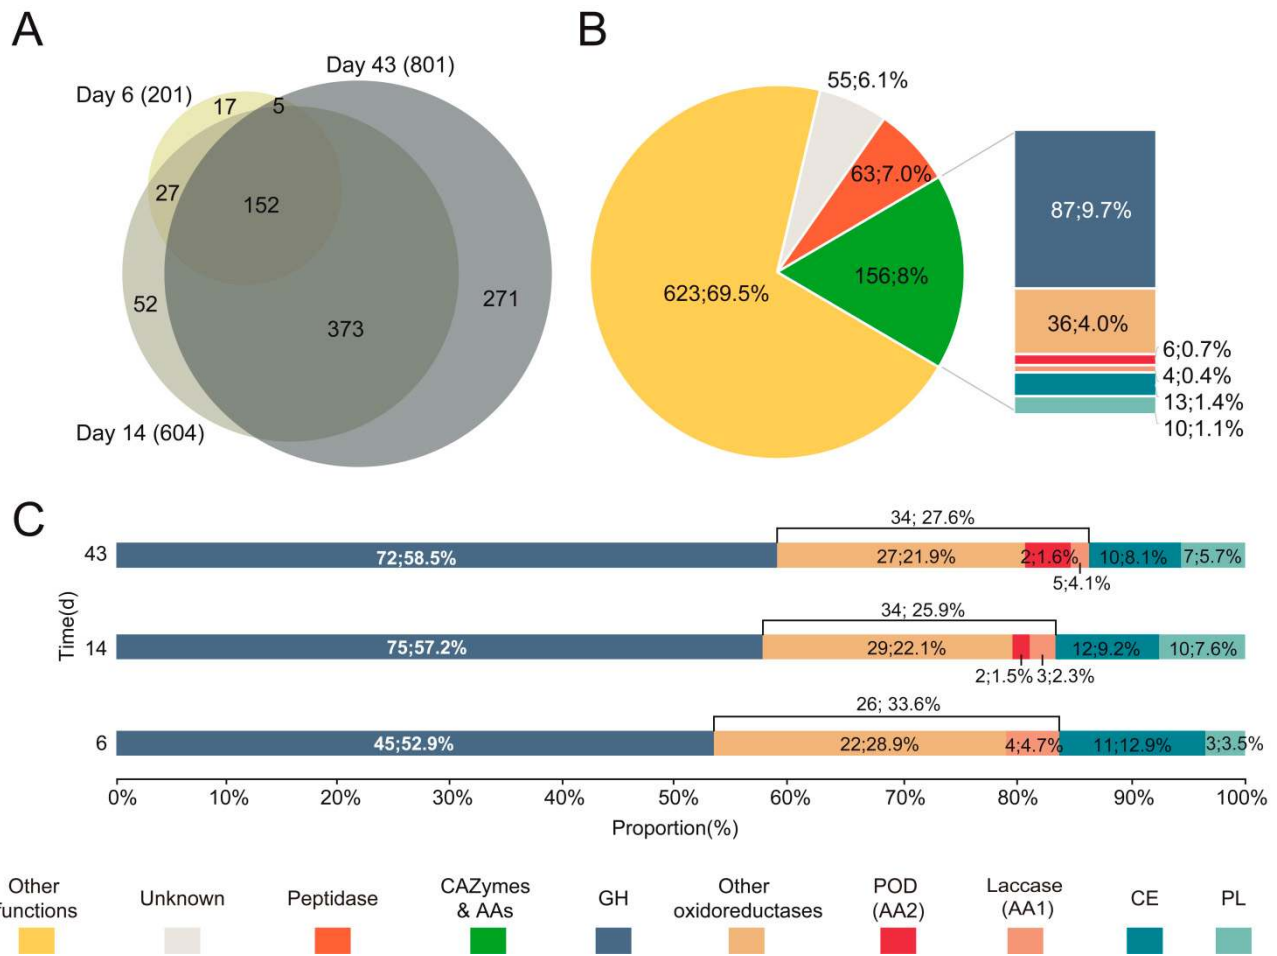 A
B
Day 43 (801)
Day 6 (201)
17
5
27
152
52
373
271
Day 14 (604)
55;6.1%
63;7.0%
156;8%
623;69.5%
87;9.7%
36;4.0%
6;0.7%
4;0.4%
13;1.4%
10;1.1%
C
34; 27.6%
43
72;58.5%
27;21.9%
2;1.6%
10;8.1%
7;5.7%
5;4.1%
34; 25.9%
14
75;57.2%
29;22.1%
12;9.2%
10;7.6%
2;1.5%
3;2.3%
26; 33.6%
6
45;52.9%
22;28.9%
4;4.7%
11;12.9%
3;3.5%
Time(d)
0%
10%
20%
30%
40%
50%
60%
70%
80%
90%
100%
Proportion(%)
Other
functions
Unknown
Peptidase
CAZymes
& AAs
GH
Other
oxidoreductases
POD
(AA2)
Laccase
(AA1)
CE
PL